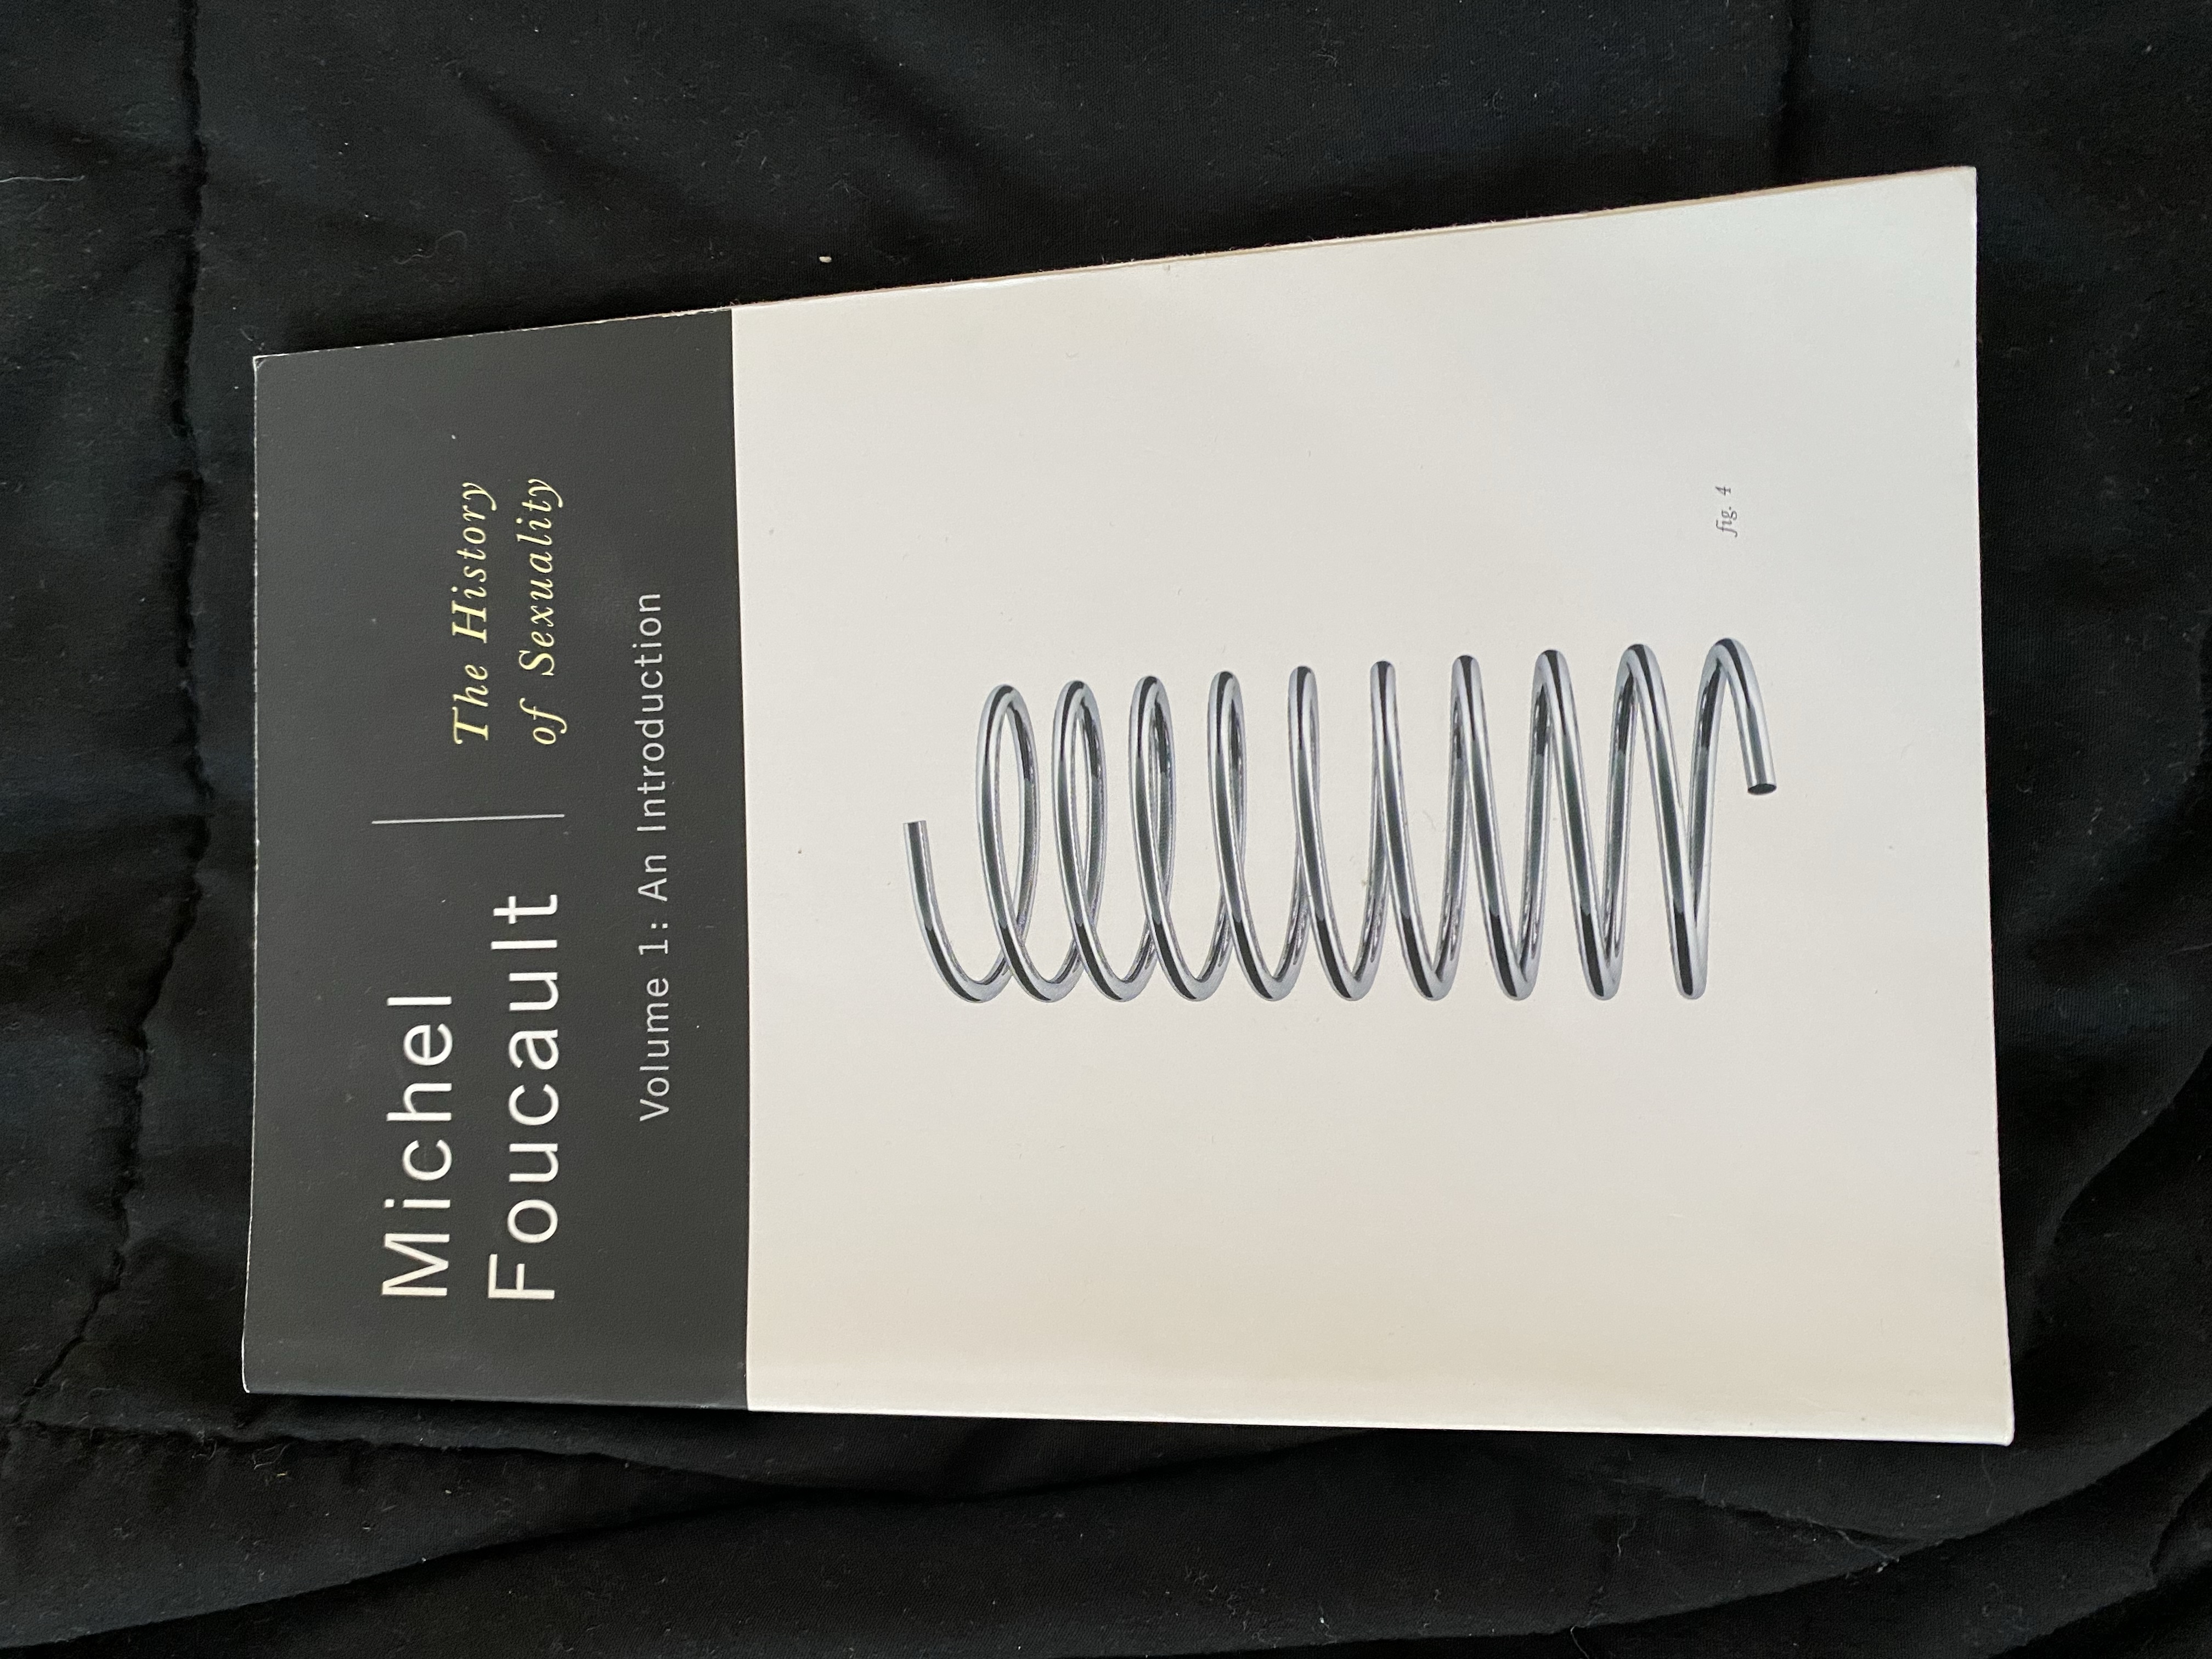 Michel
Foucault
The History
of Sexuality
Volume 1: An Introduction
fig. 4